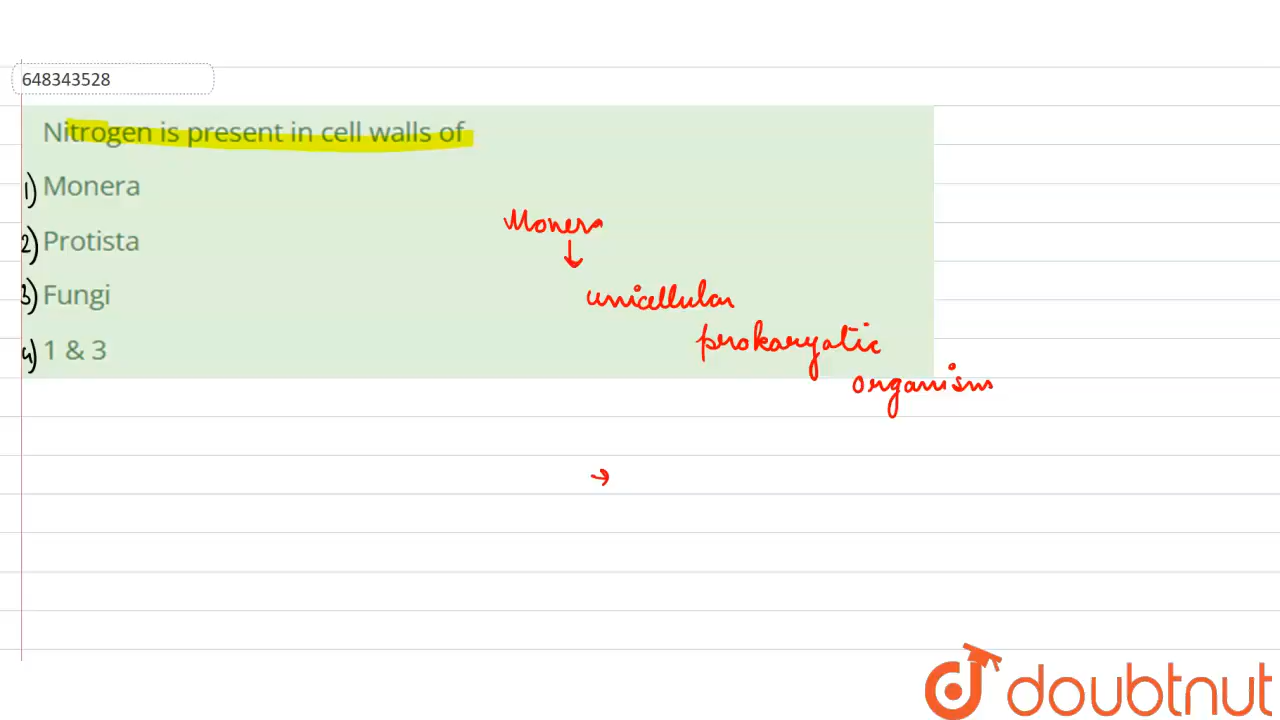 648343528
Nitrogen is present in cell walls of
1) Monera
2) Protista
3) Fungi
4) 1 & 3
Monera
↓
unicellular
prokaryotic
organism
→
doubtnut